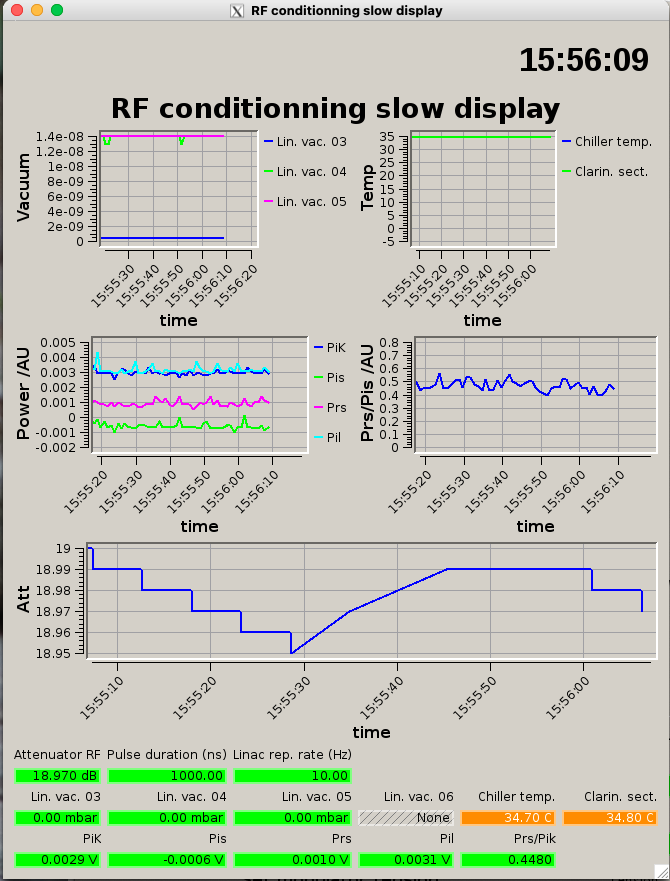 RF conditionning slow display
15:56:09
RF conditionning slow display
Vacuum
1.4e-08
1.2e-08
1e-08
8e-09
6e-09
4e-09
2e-09
0
15:55:30 15:55:40 15:55:50 15:56:00 15:56:10 15:56:20
time
Lin. vac. 03
Lin. vac. 04
Lin. vac. 05
Temp
35
30
25
20
15
10
5
0
-5
15:55:10 15:55:20 15:55:30 15:55:40 15:55:50 15:56:00
time
Chiller temp.
Clarin. sect.
Power /AU
0.005
0.004
0.003
0.002
0.001
0
-0.001
-0.002
15:55:20 15:55:30 15:55:40 15:55:50 15:56:00 15:56:10
time
PiK
Pis
Prs
Pil
Prs/Pis /AU
0.8
0.7
0.6
0.5
0.4
0.3
0.2
0.1
0
15:55:20 15:55:30 15:55:40 15:55:50 15:56:00 15:56:10
time
Att
19
18.99
18.98
18.97
18.96
18.95
15:55:10 15:55:20 15:55:30 15:55:40 15:55:50 15:56:00
time
Attenuator RF Pulse duration (ns) Linac rep. rate (Hz)
18.970 dB 1000.00 10.00
Lin. vac. 03 Lin. vac. 04 Lin. vac. 05 Lin. vac. 06 Chiller temp. Clarin. sect.
0.00 mbar 0.00 mbar 0.00 mbar None 34.70 C 34.80 C
PiK Pis Prs Pil Prs/Pik
0.0029 V -0.0006 V 0.0010 V 0.0031 V 0.4480